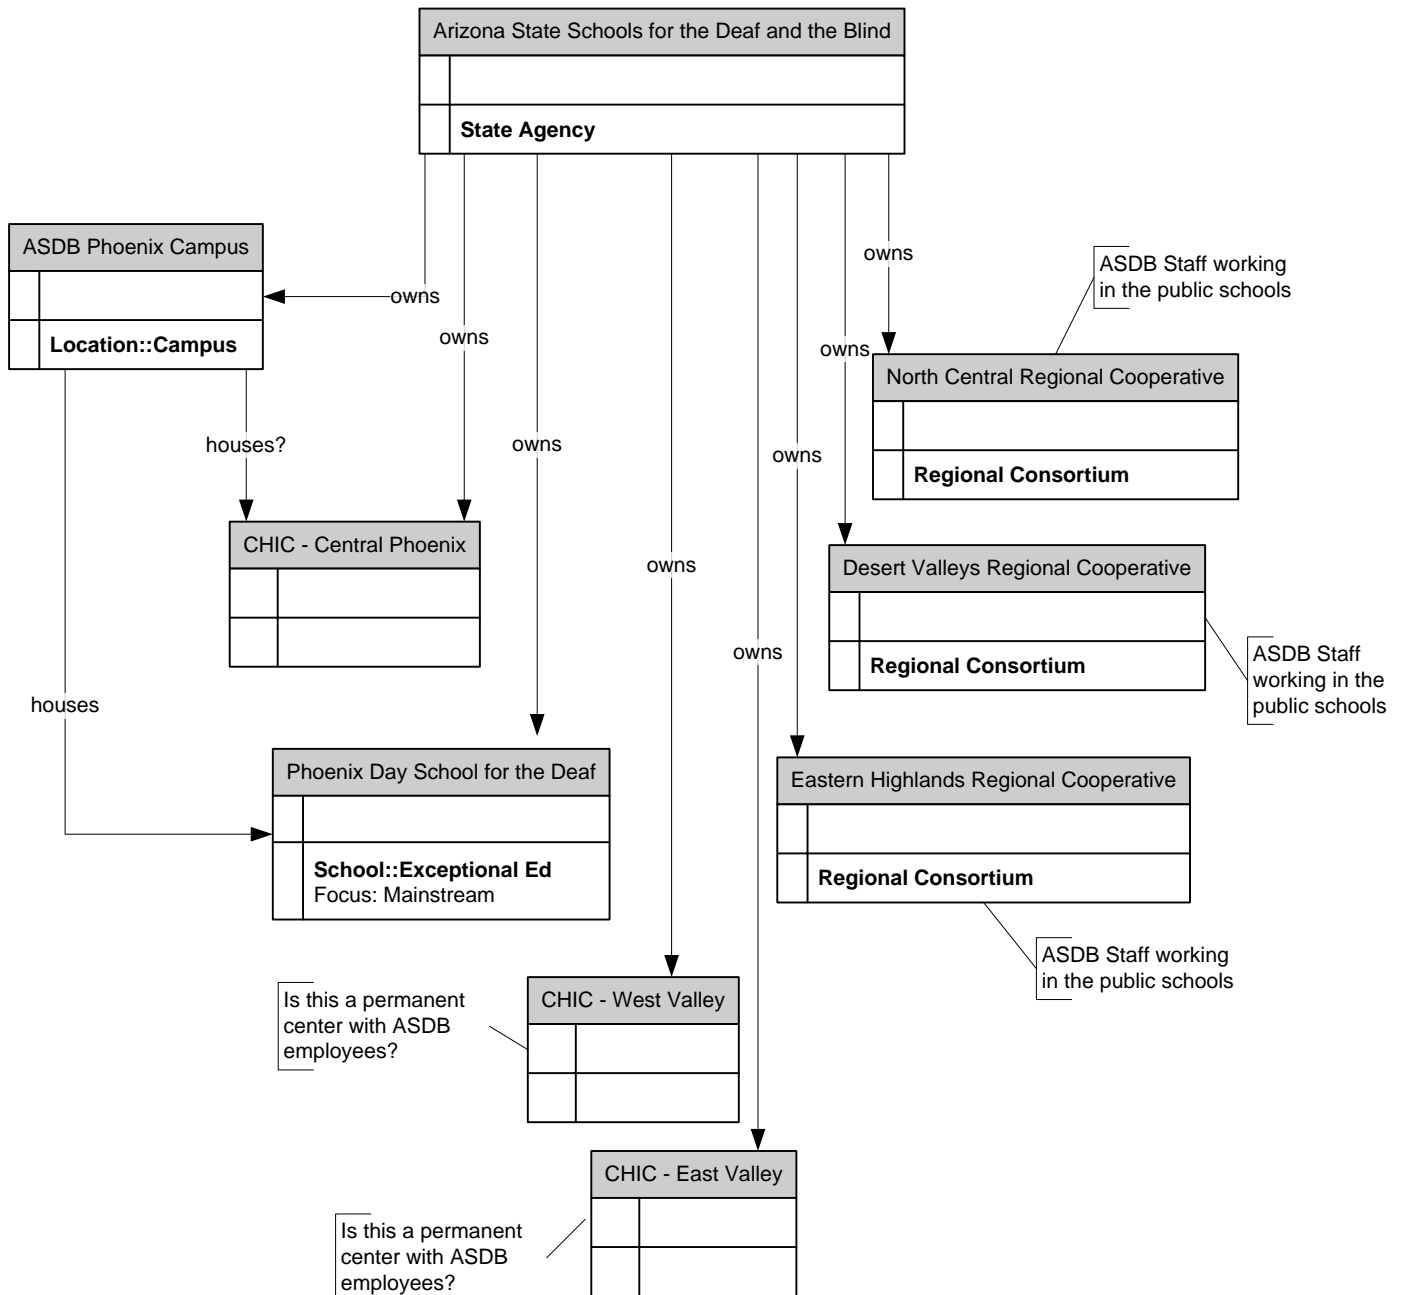 Arizona State Schools for the Deaf and the Blind
State Agency
ASDB Phoenix Campus
Location::Campus
owns
owns
owns
owns
owns
owns
owns
owns
ASDB Staff working
in the public schools
North Central Regional Cooperative
Regional Consortium
houses?
CHIC - Central Phoenix
Desert Valleys Regional Cooperative
Regional Consortium
ASDB Staff
working in the
public schools
houses
Phoenix Day School for the Deaf
School::Exceptional Ed
Focus: Mainstream
Eastern Highlands Regional Cooperative
Regional Consortium
ASDB Staff working
in the public schools
Is this a permanent
center with ASDB
employees?
CHIC - West Valley
CHIC - East Valley
Is this a permanent
center with ASDB
employees?